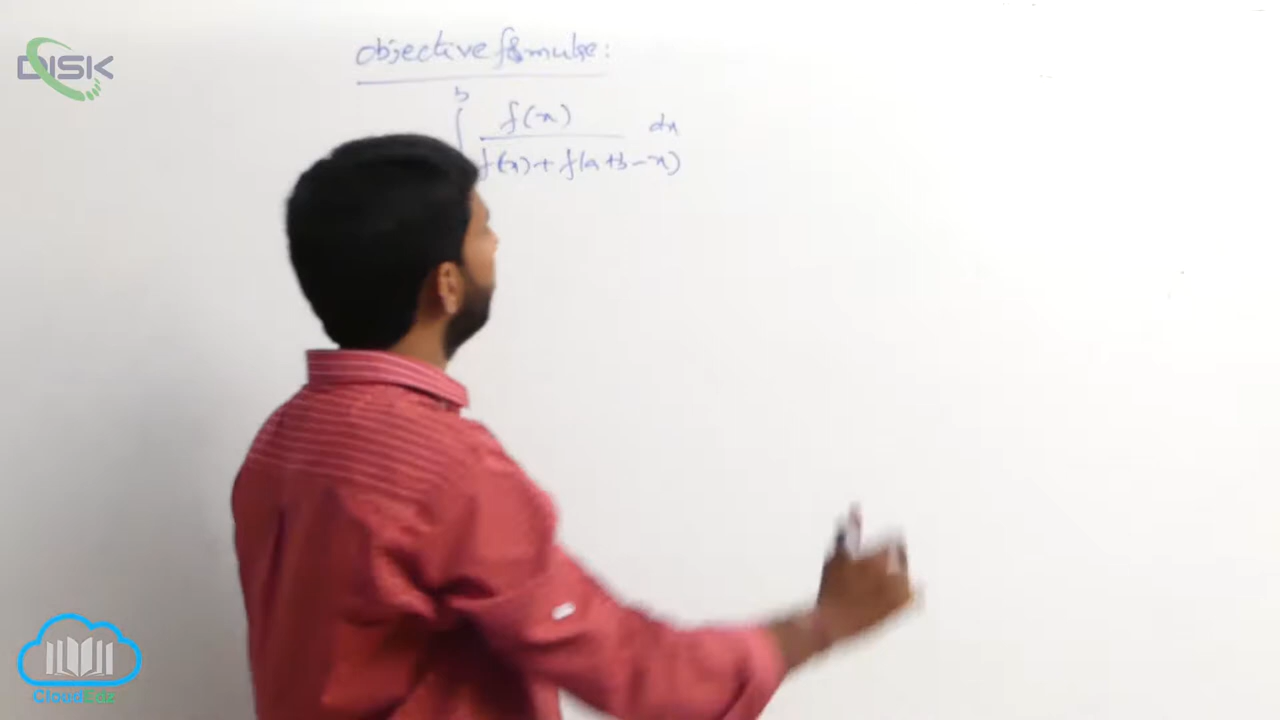 DISK
objective formulae:
b
∫ f(x) dx
f(x) + f(a+b-x)
CloudEdz